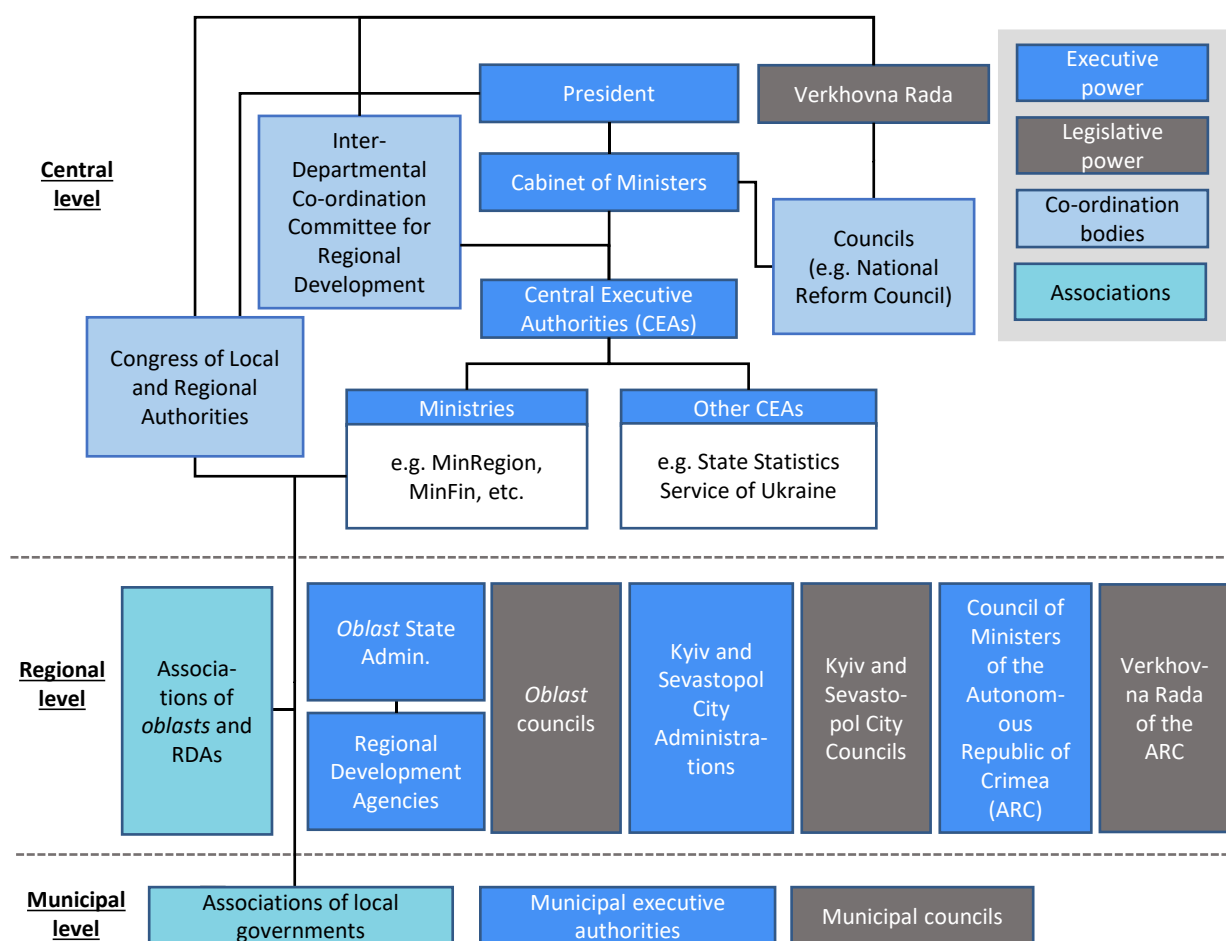 Central
level
President
Verkhovna Rada
Inter-
Departmental
Co-ordination
Committee for
Regional
Development
Cabinet of Ministers
Councils
(e.g. National
Reform Council)
Central Executive
Authorities (CEAs)
Congress of Local
and Regional
Authorities
Ministries
e.g. MinRegion,
MinFin, etc.
Other CEAs
e.g. State Statistics
Service of Ukraine
Executive
power
Legislative
power
Co-ordination
bodies
Associations
Regional
level
Associa-
tions of
oblasts and
RDAs
Oblast State
Admin.
Regional
Development
Agencies
Oblast
councils
Kyiv and
Sevastopol
City
Administra-
tions
Kyiv and
Sevasto-
pol City
Councils
Council of
Ministers
of the
Autonom-
ous
Republic of
Crimea
(ARC)
Verkhov-
na Rada
of the
ARC
Municipal
level
Associations of local
governments
Municipal executive
authorities
Municipal councils